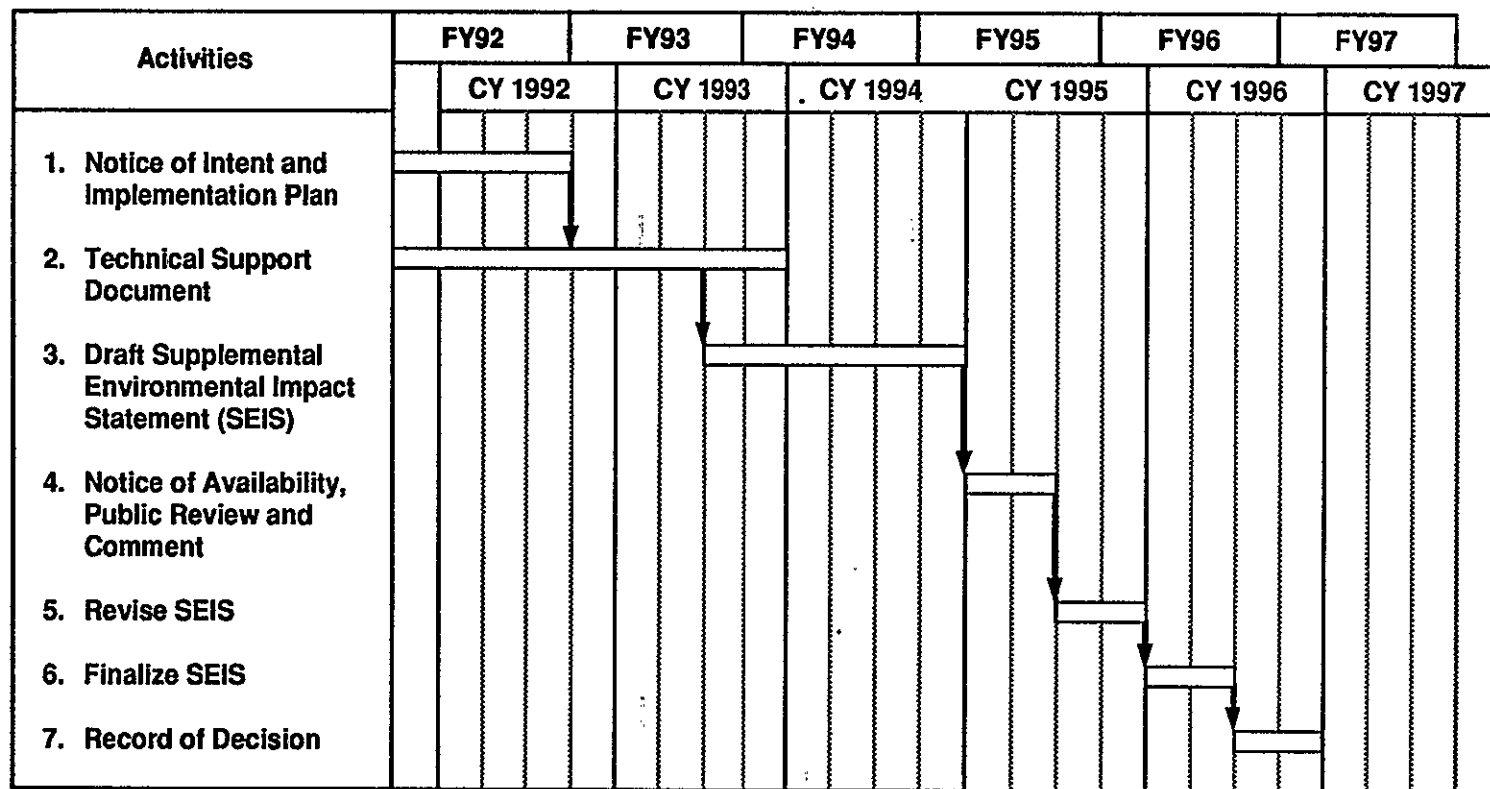 Activities
FY92 FY93 FY94 FY95 FY96 FY97
CY 1992 CY 1993 CY 1994 CY 1995 CY 1996 CY 1997
1. Notice of Intent and
Implementation Plan
2. Technical Support
Document
3. Draft Supplemental
Environmental Impact
Statement (SEIS)
4. Notice of Availability,
Public Review and
Comment
5. Revise SEIS
6. Finalize SEIS
7. Record of Decision